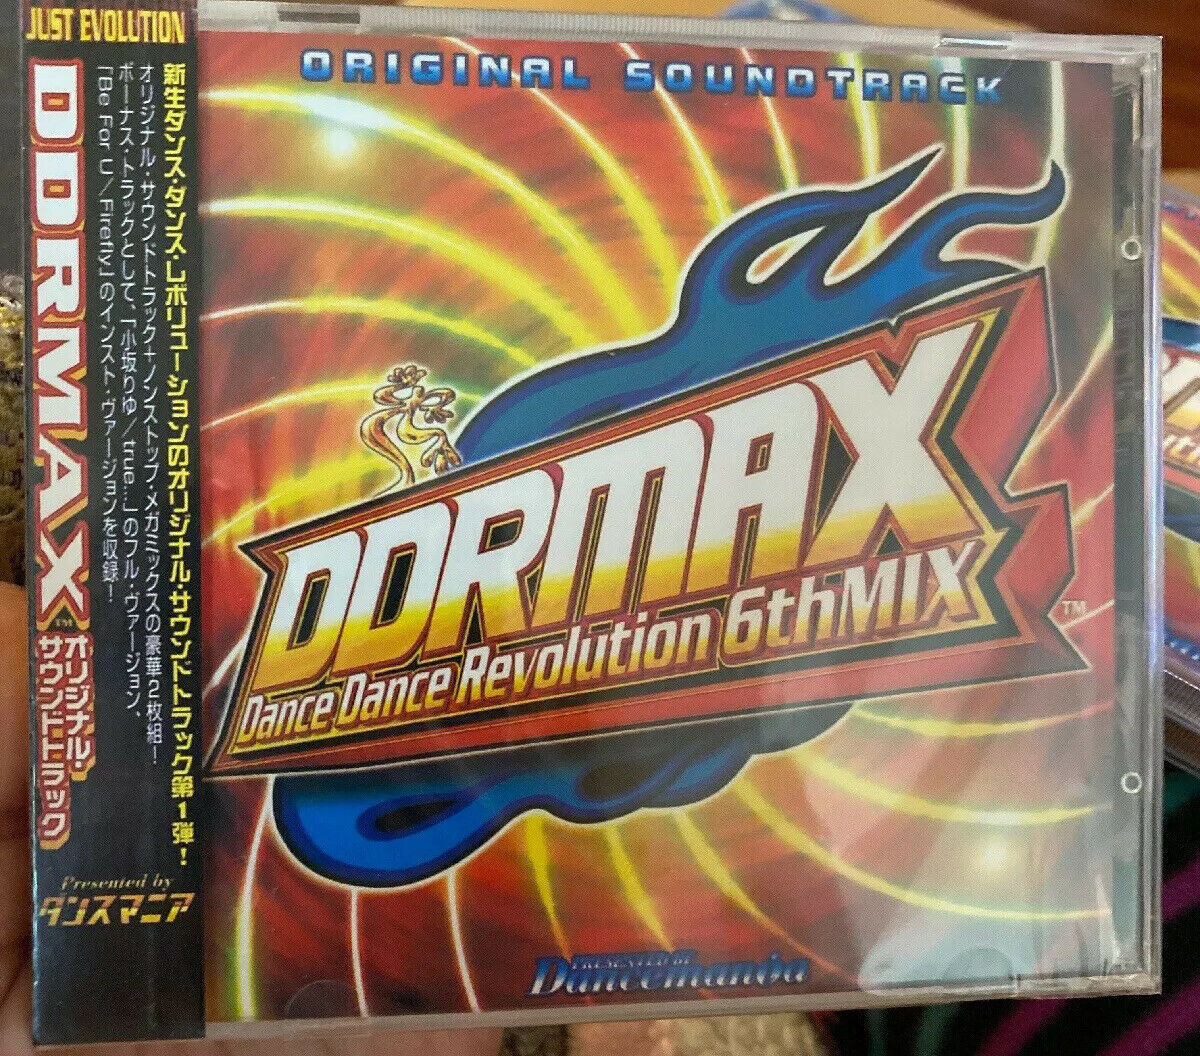 JUST EVOLUTION
新生ダンス・ダンス・レボリューションのオリジナル・サウンドトラック第1弾！
オリジナル・サウンドトラック＋ノンストップ・メガミックスの豪華2枚組！
ボーナス・トラックとして、「小坂りゆ／true...」のフル・ヴァージョン、
「Be For U／Firefly」のインスト・ヴァージョンを収録！
DDRMAX™
オリジナル・
サウンドトラック
Presented by
ダンスマニア
ORIGINAL SOUNDTRACK
DDRMAX
Dance Dance Revolution 6thMIX
TM
PRESENTED BY
Dancemania